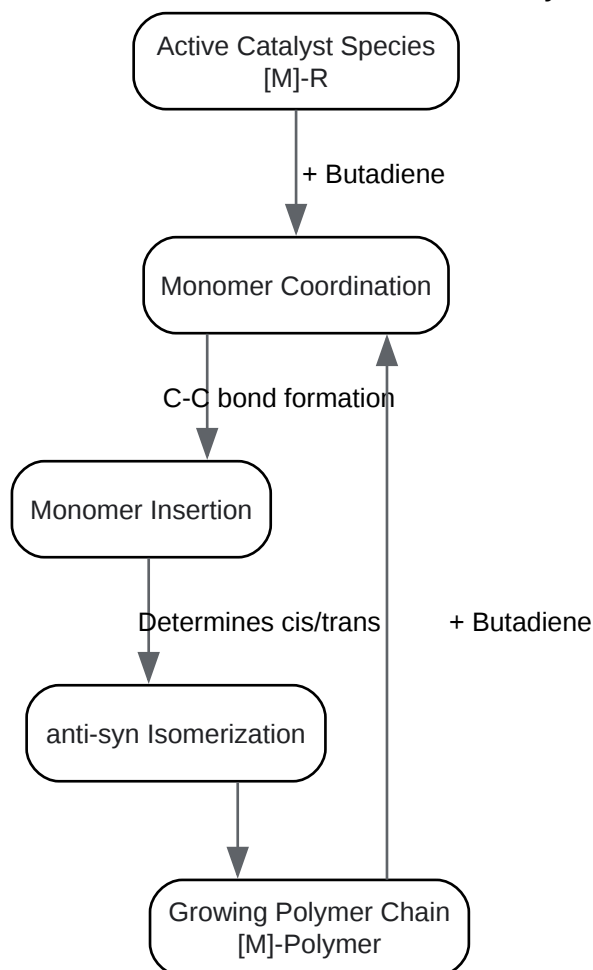 Active Catalyst Species
[M]-R
+ Butadiene
Monomer Coordination
C-C bond formation
Monomer Insertion
Determines cis/trans
+ Butadiene
anti-syn Isomerization
Growing Polymer Chain
[M]-Polymer